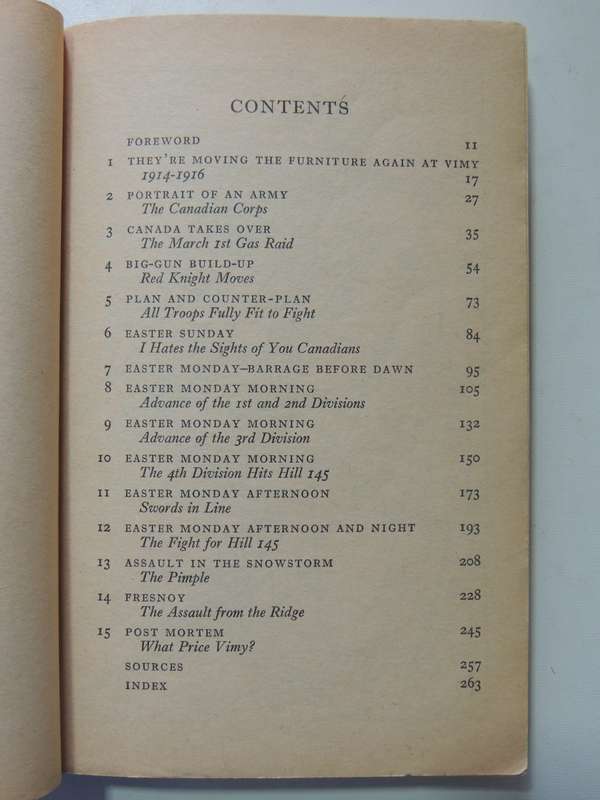 CONTENTS
FOREWORD 11
1 THEY'RE MOVING THE FURNITURE AGAIN AT VIMY
1914-1916 17
2 PORTRAIT OF AN ARMY 27
The Canadian Corps
3 CANADA TAKES OVER 35
The March 1st Gas Raid
4 BIG-GUN BUILD-UP 54
Red Knight Moves
5 PLAN AND COUNTER-PLAN 73
All Troops Fully Fit to Fight
6 EASTER SUNDAY 84
I Hates the Sights of You Canadians
7 EASTER MONDAY—BARRAGE BEFORE DAWN 95
8 EASTER MONDAY MORNING 105
Advance of the 1st and 2nd Divisions
9 EASTER MONDAY MORNING 132
Advance of the 3rd Division
10 EASTER MONDAY MORNING 150
The 4th Division Hits Hill 145
11 EASTER MONDAY AFTERNOON 173
Swords in Line
12 EASTER MONDAY AFTERNOON AND NIGHT 193
The Fight for Hill 145
13 ASSAULT IN THE SNOWSTORM 208
The Pimple
14 FRESNOY 228
The Assault from the Ridge
15 POST MORTEM 245
What Price Vimy?
SOURCES 257
INDEX 263